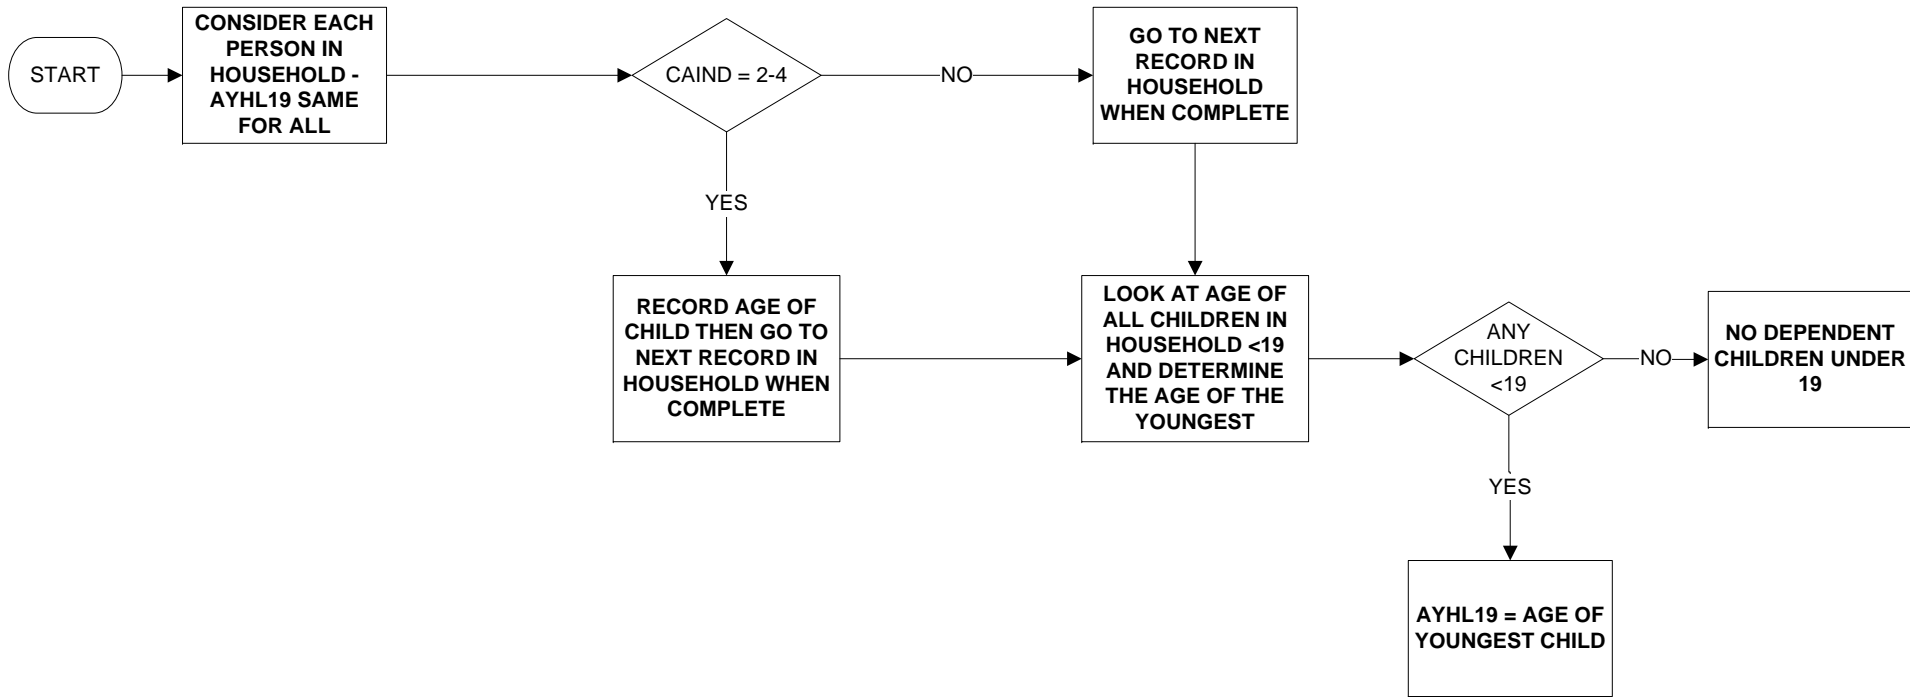 START
CONSIDER EACH
PERSON IN
HOUSEHOLD -
AYHL19 SAME
FOR ALL
CAIND = 2-4
NO
GO TO NEXT
RECORD IN
HOUSEHOLD
WHEN COMPLETE
YES
RECORD AGE OF
CHILD THEN GO TO
NEXT RECORD IN
HOUSEHOLD WHEN
COMPLETE
LOOK AT AGE OF
ALL CHILDREN IN
HOUSEHOLD <19
AND DETERMINE
THE AGE OF THE
YOUNGEST
ANY
CHILDREN
<19
NO
NO DEPENDENT
CHILDREN UNDER
19
YES
AYHL19 = AGE OF
YOUNGEST CHILD